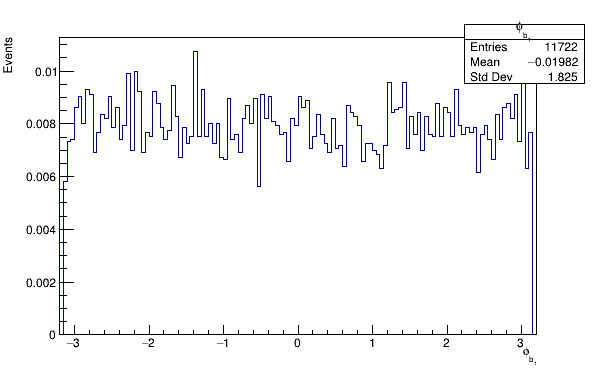 ϕ_b₁
Entries 11722
Mean −0.01982
Std Dev 1.825
Events
0.01
0.008
0.006
0.004
0.002
0
−3 −2 −1 0 1 2 3
ϕ_b₁